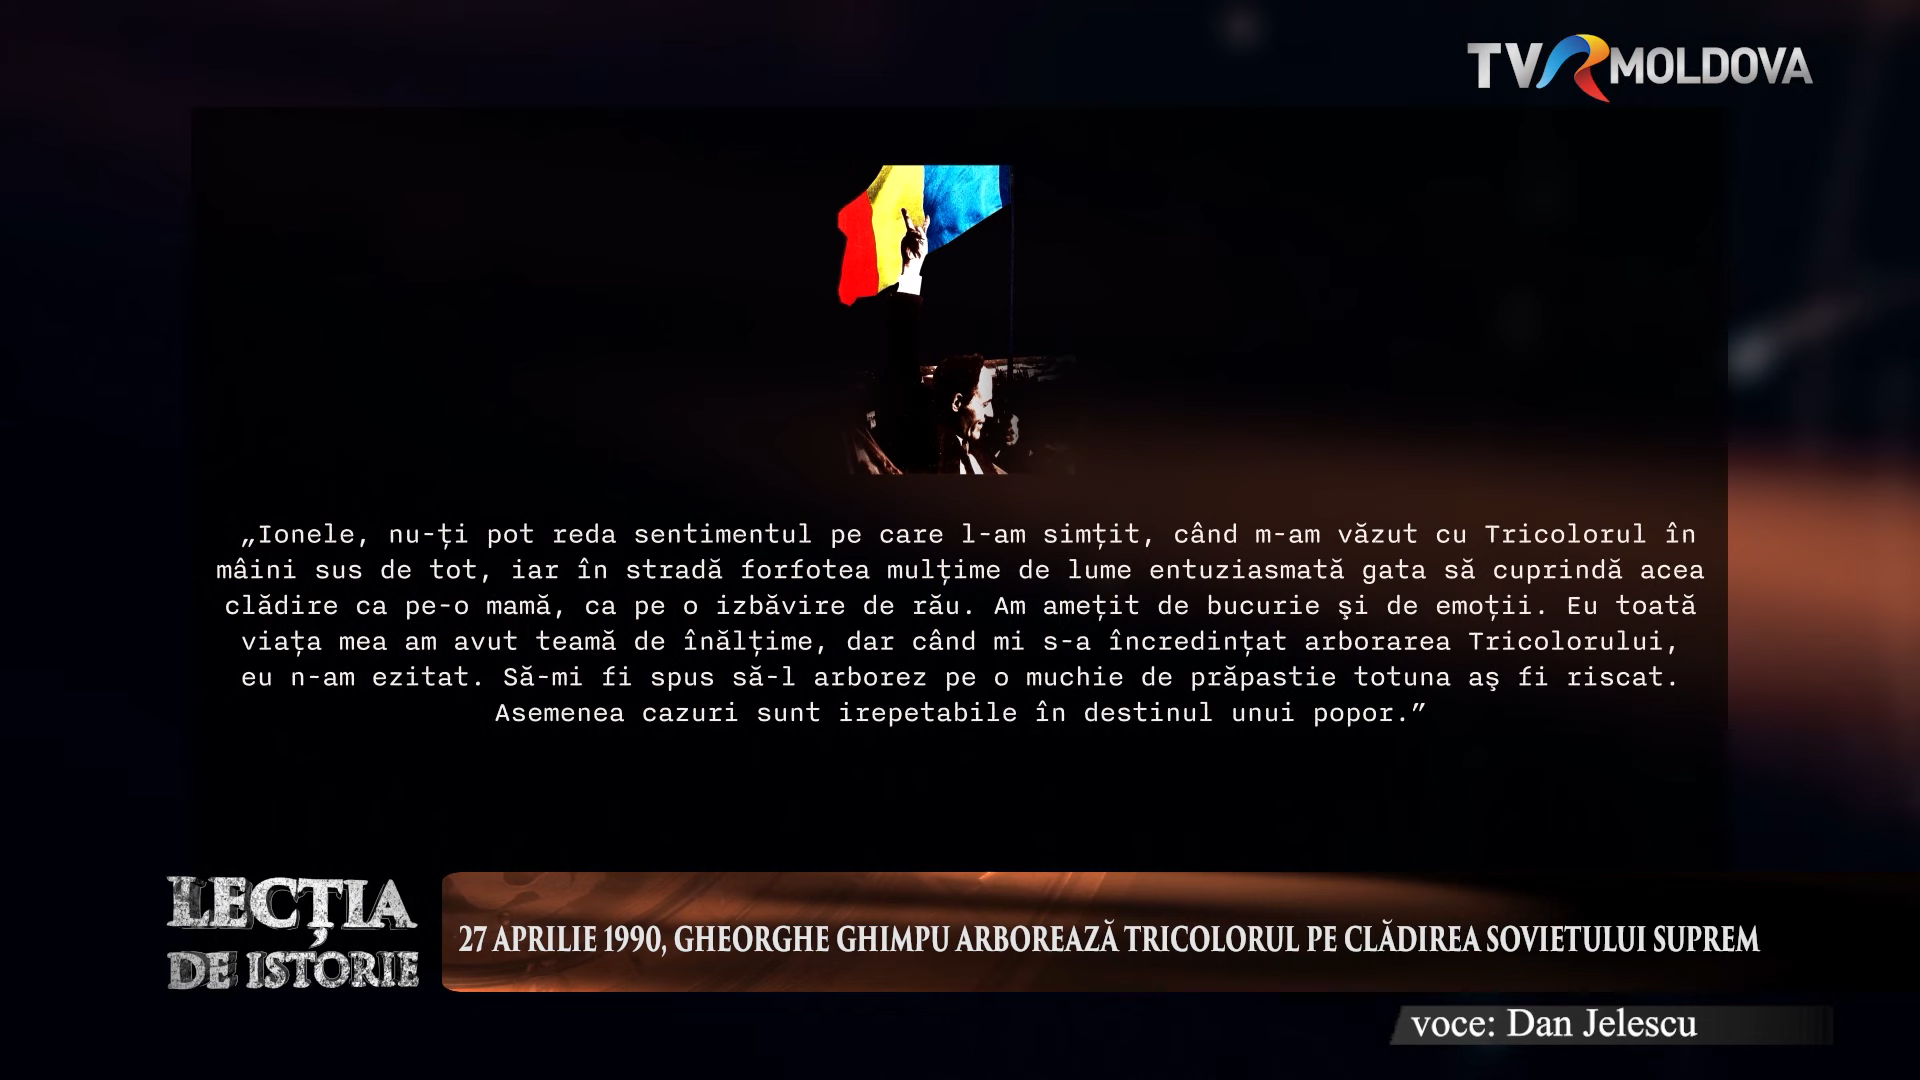 TVR MOLDOVA
„Ionele, nu-ți pot reda sentimentul pe care l-am simțit, când m-am văzut cu Tricolorul în
mâini sus de tot, iar în stradă forfotea mulțime de lume entuziasmată gata să cuprindă acea
clădire ca pe-o mamă, ca pe o izbăvire de rău. Am amețit de bucurie şi de emoții. Eu toată
viața mea am avut teamă de înălțime, dar când mi s-a încredințat arborarea Tricolorului,
eu n-am ezitat. Să-mi fi spus să-l arborez pe o muchie de prăpastie totuna aş fi riscat.
Asemenea cazuri sunt irepetabile în destinul unui popor.”
LECȚIA
DE ISTORIE
27 APRILIE 1990, GHEORGHE GHIMPU ARBOREAZĂ TRICOLORUL PE CLĂDIREA SOVIETULUI SUPREM
voce: Dan Jelescu